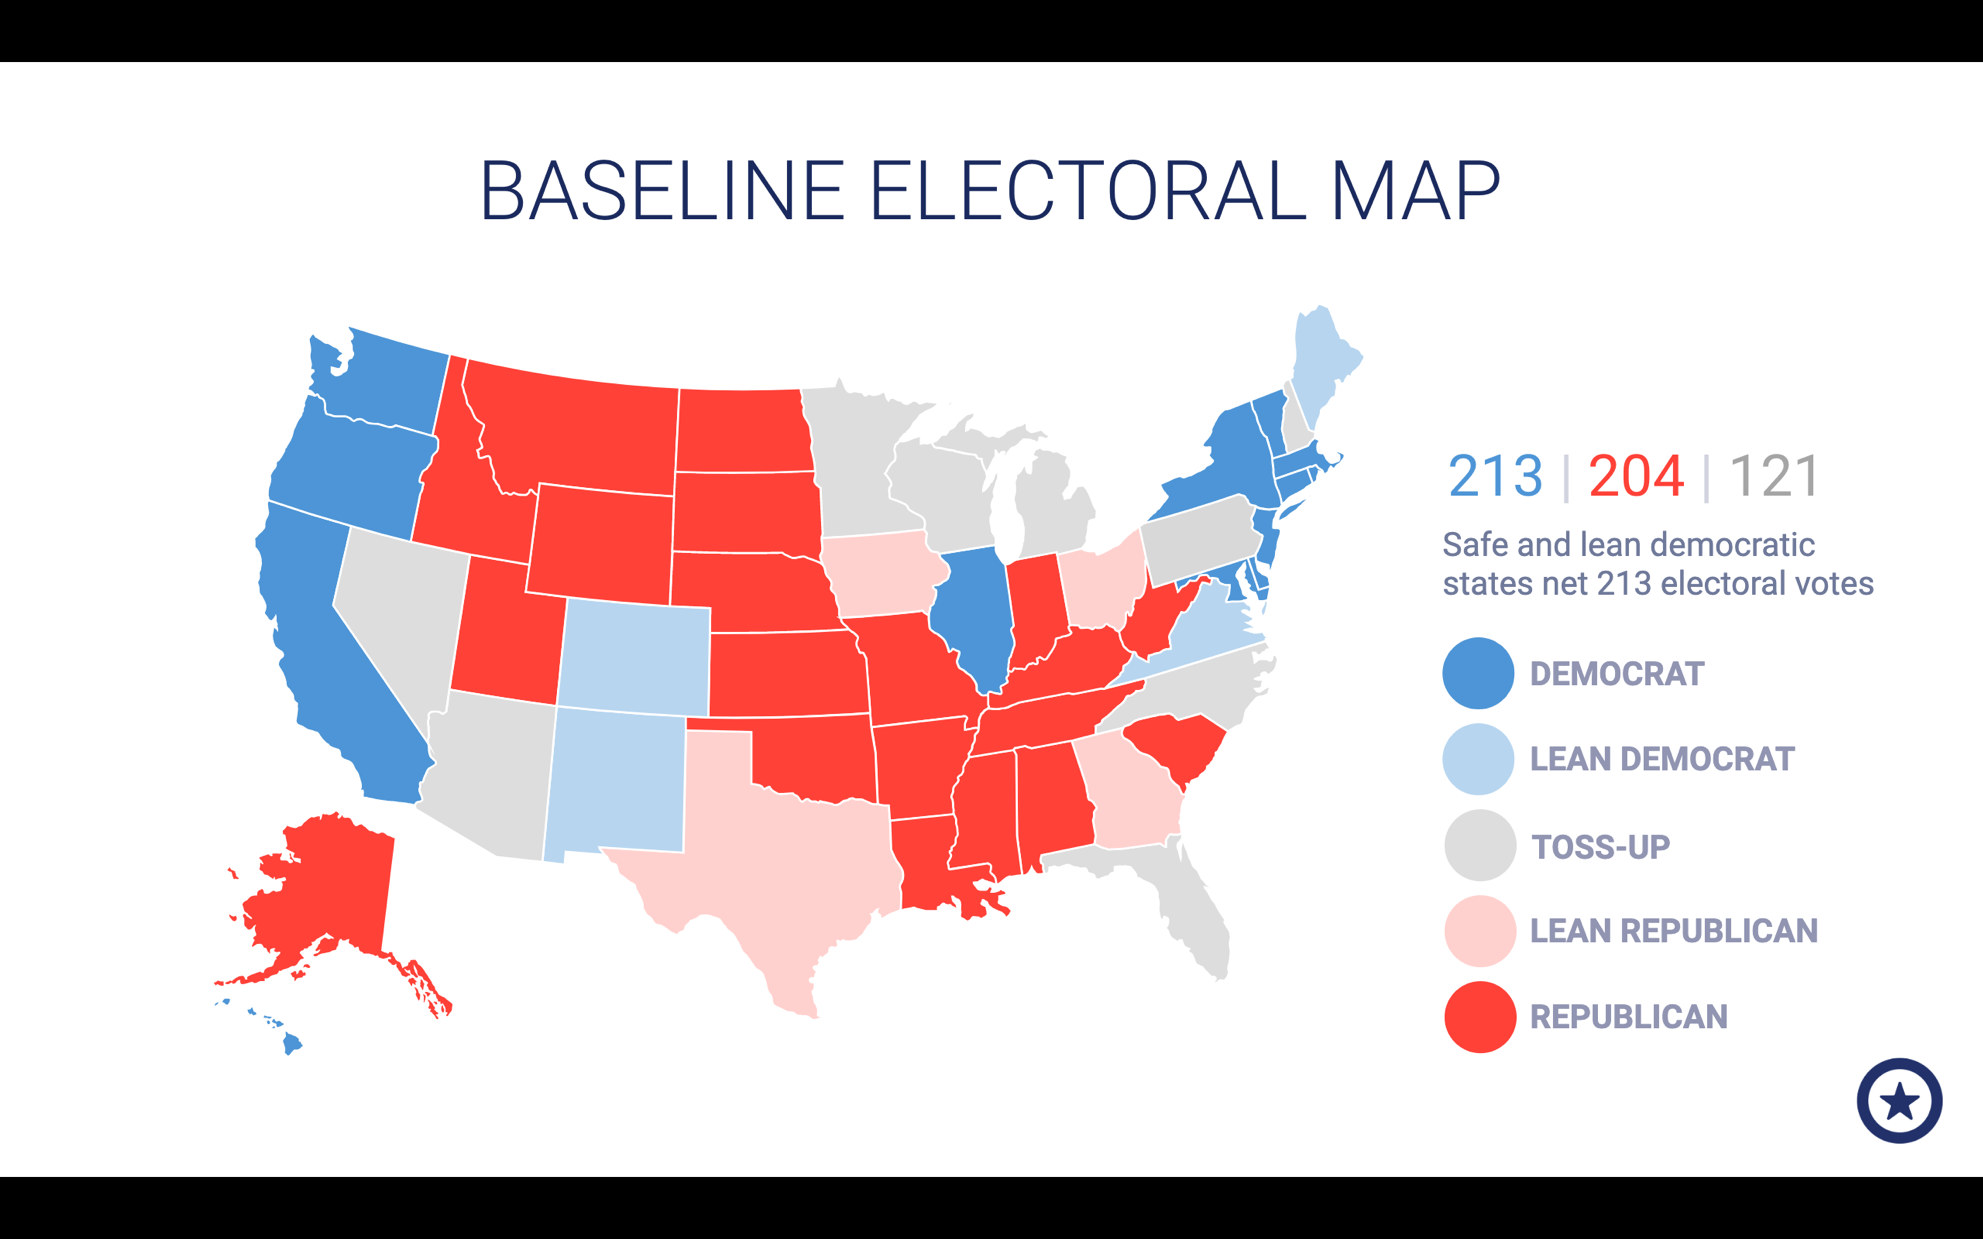 BASELINE ELECTORAL MAP
213 | 204 | 121
Safe and lean democratic
states net 213 electoral votes
DEMOCRAT
LEAN DEMOCRAT
TOSS-UP
LEAN REPUBLICAN
REPUBLICAN